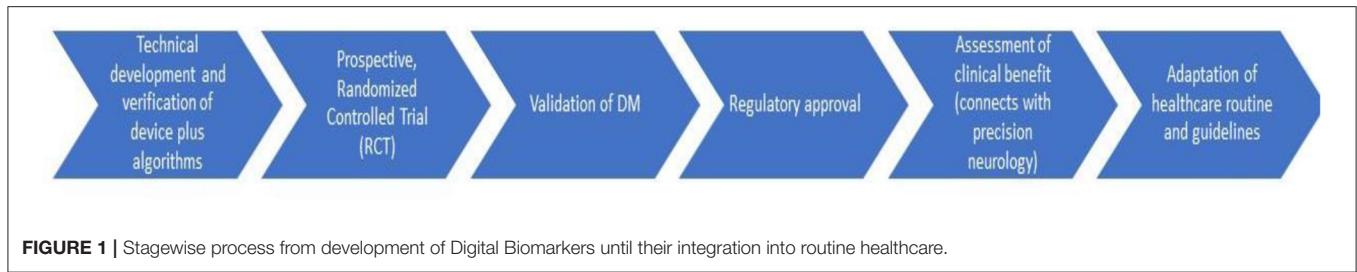 Technical
development and
verification of
device plus
algorithms
Prospective,
Randomized
Controlled Trial
(RCT)
Validation of DM
Regulatory approval
Assessment of
clinical benefit
(connects with
precision
neurology)
Adaptation of
healthcare routine
and guidelines
FIGURE 1 | Stagewise process from development of Digital Biomarkers until their integration into routine healthcare.